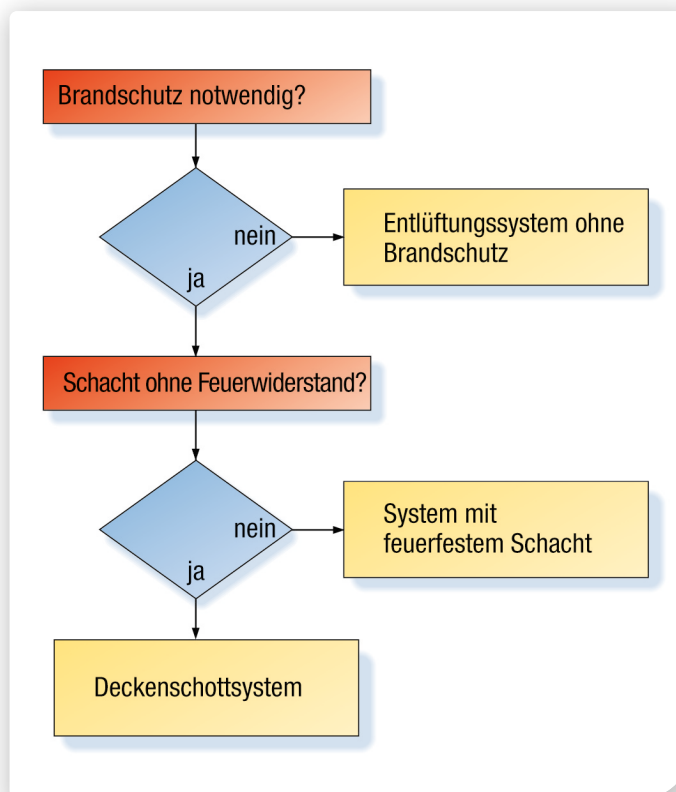 Brandschutz notwendig?
nein
ja
Entlüftungssystem ohne
Brandschutz
Schacht ohne Feuerwiderstand?
nein
ja
System mit
feuerfestem Schacht
Deckenschottsystem